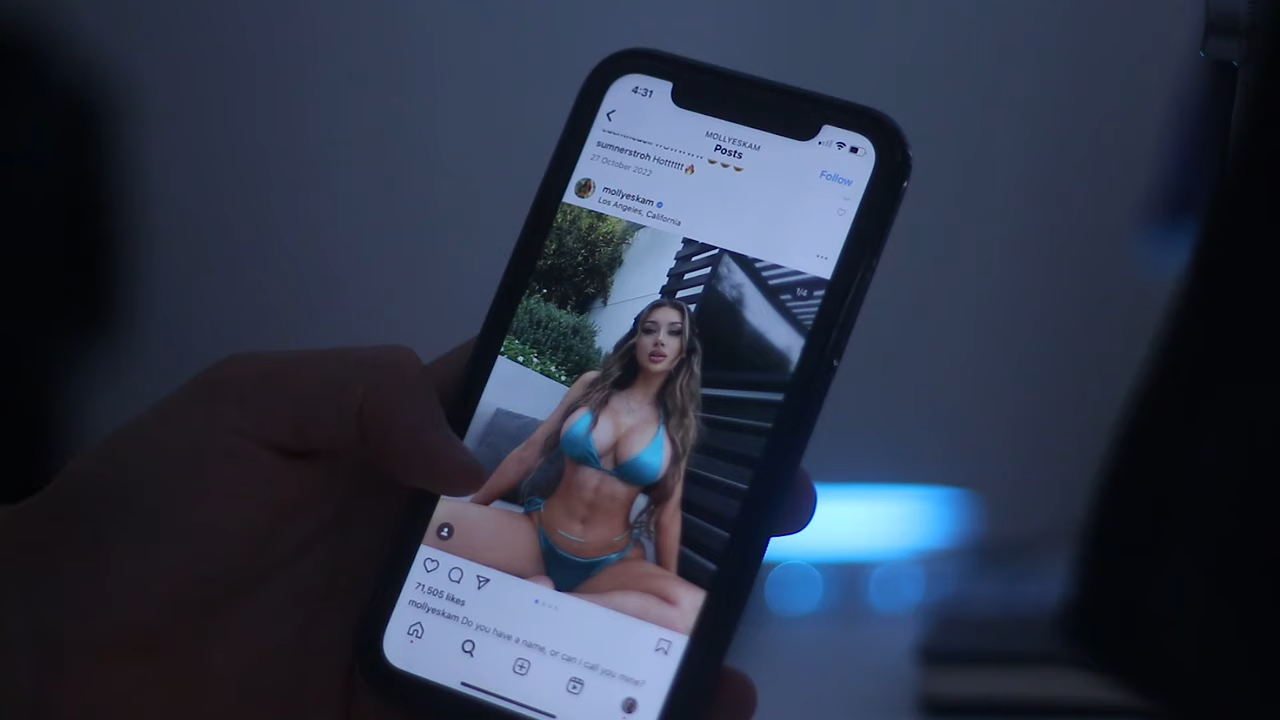 4:31
MOLLYESKAM
Posts
Follow
sumnerstroh Hotttttt🔥
27 October 2022
mollyeskam
Los Angeles, California
1/4
71,505 likes
mollyeskam Do you have a name, or can i call you mine?